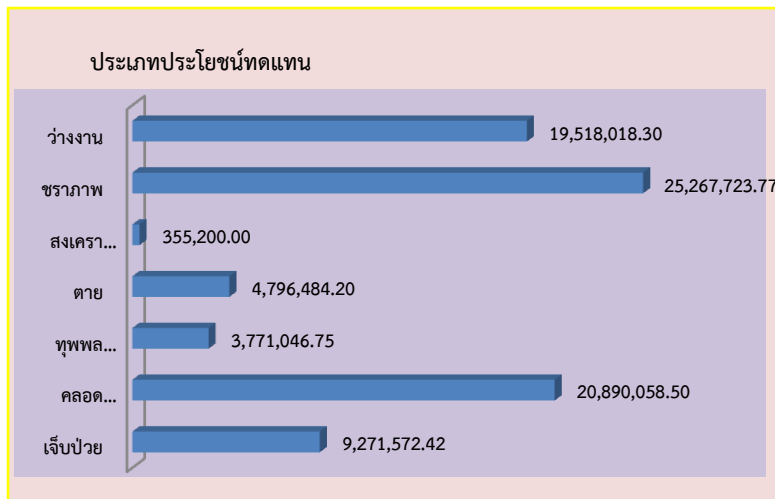 ประเภทประโยชน์ทดแทน
ว่างงาน 19,518,018.30
ชราภาพ 25,267,723.77
สงเครา... 355,200.00
ตาย 4,796,484.20
ทุพพล... 3,771,046.75
คลอด... 20,890,058.50
เจ็บป่วย 9,271,572.42